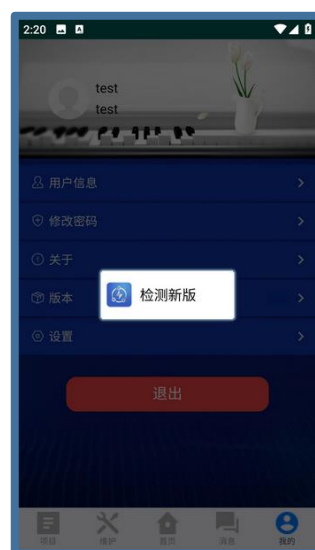 2:20
test
test
用户信息
修改密码
关于
版本
检测新版
设置
退出
项目 维护 首页 消息 我的